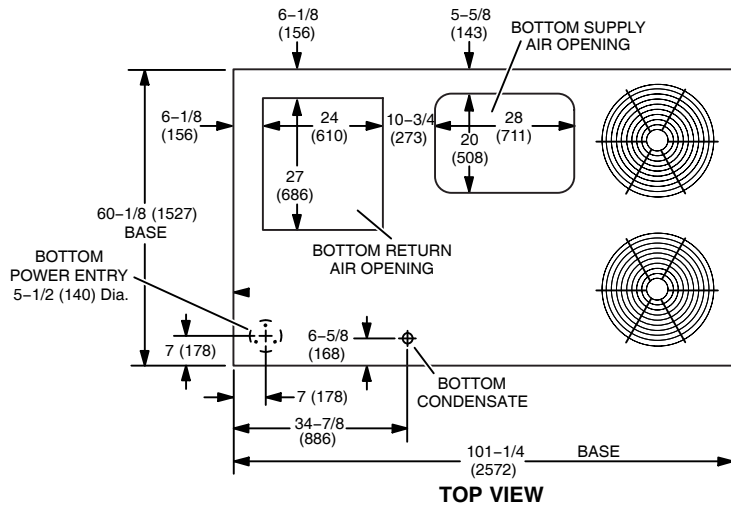 6–1/8
(156)
5–5/8
(143)
BOTTOM SUPPLY
AIR OPENING
6–1/8
(156)
24
(610)
10–3/4
(273)
28
(711)
20
(508)
27
(686)
60–1/8 (1527)
BASE
BOTTOM RETURN
AIR OPENING
BOTTOM
POWER ENTRY
5–1/2 (140) Dia.
7 (178)
6–5/8
(168)
7 (178)
BOTTOM
CONDENSATE
34–7/8
(886)
101–1/4 BASE
(2572)
TOP VIEW